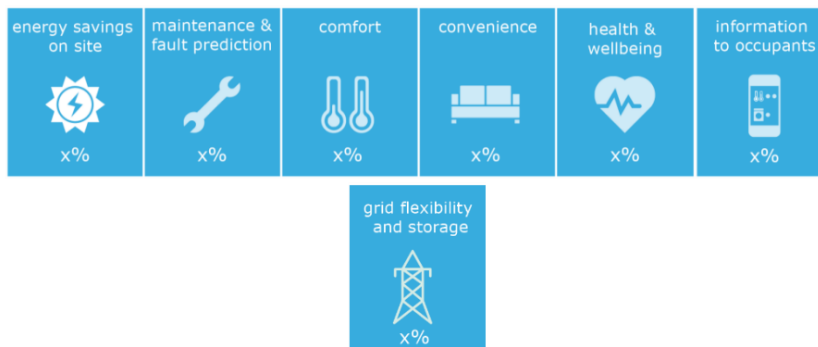 energy savings
on site
x%
maintenance &
fault prediction
x%
comfort
x%
convenience
x%
health &
wellbeing
x%
information
to occupants
x%
grid flexibility
and storage
x%